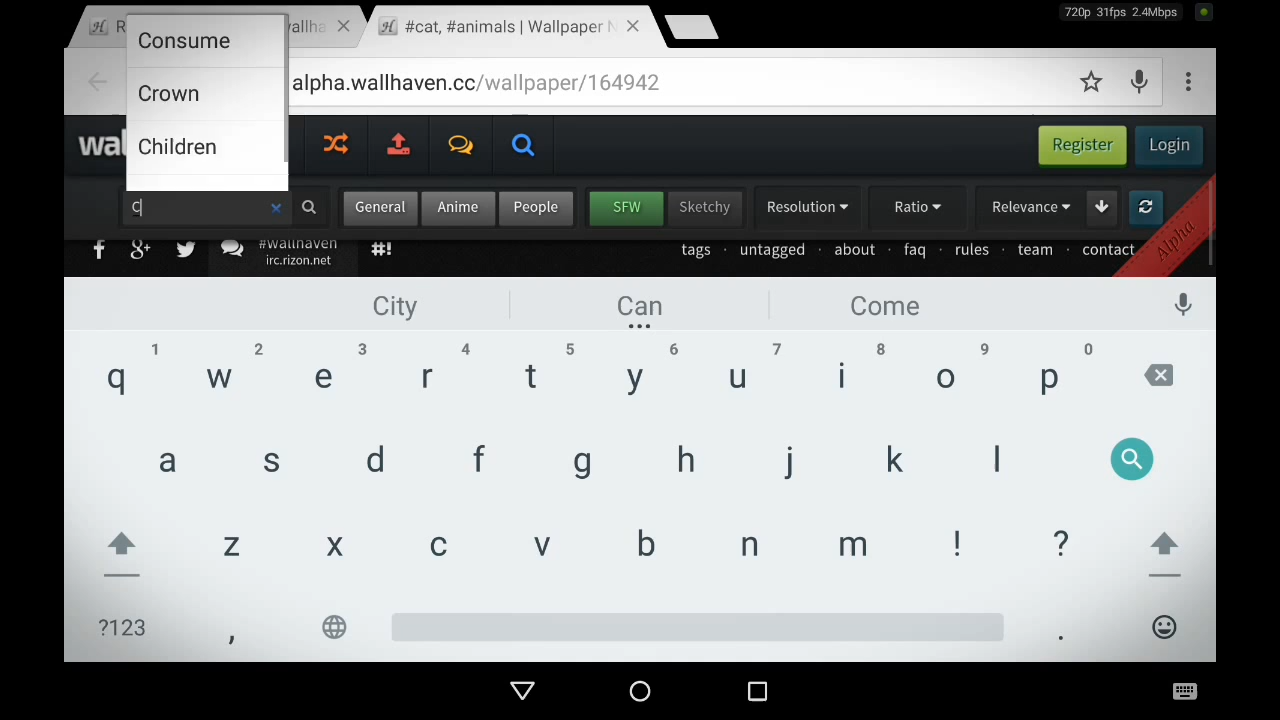 720p 31fps 2.4Mbps
R
wallha
#cat, #animals | Wallpaper N
Consume
Crown
Children
alpha.wallhaven.cc/wallpaper/164942
wal
Register
Login
C
General
Anime
People
SFW
Sketchy
Resolution
Ratio
Relevance
Alpha
#wallhaven
irc.rizon.net
#!
tags · untagged · about · faq · rules · team · contact
City
Can
Come
1 2 3 4 5 6 7 8 9 0
q w e r t y u i o p
a s d f g h j k l
z x c v b n m ! ?
?123 , .